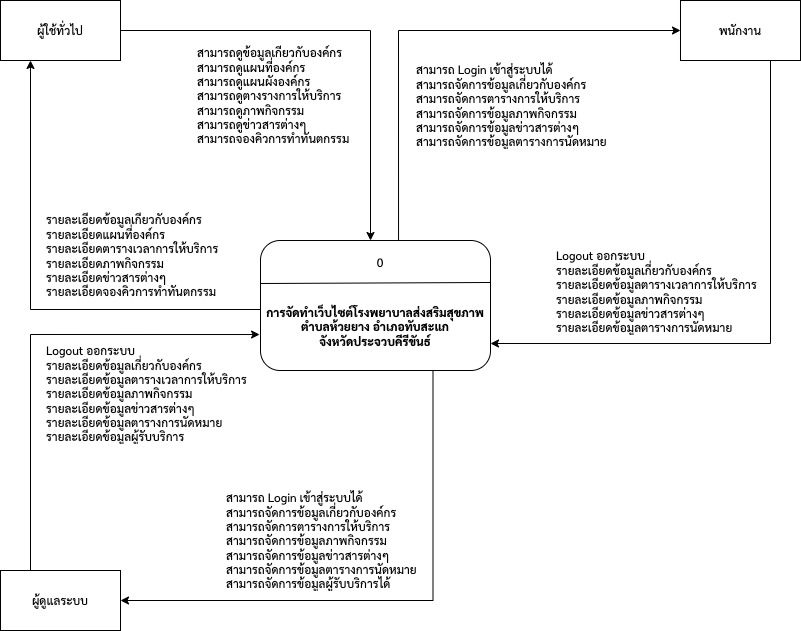 ผู้ใช้ทั่วไป
พนักงาน
สามารถดูข้อมูลเกี่ยวกับองค์กร
สามารถดูแผนที่องค์กร
สามารถดูแผนผังองค์กร
สามารถดูตางรางการให้บริการ
สามารถดูภาพกิจกรรม
สามารถดูข่าวสารต่างๆ
สามารถจองคิวการทำทันตกรรม
สามารถ Login เข้าสู่ระบบได้
สามารถจัดการข้อมูลเกี่ยวกับองค์กร
สามารถจัดการตารางการให้บริการ
สามารถจัดการข้อมูลภาพกิจกรรม
สามารถจัดการข้อมูลข่าวสารต่างๆ
สามารถจัดการข้อมูลตารางการนัดหมาย
รายละเอียดข้อมูลเกี่ยวกับองค์กร
รายละเอียดแผนที่องค์กร
รายละเอียดตารางเวลาการให้บริการ
รายละเอียดภาพกิจกรรม
รายละเอียดข่าวสารต่างๆ
รายละเอียดจองคิวการทำทันตกรรม
0
การจัดทำเว็บไซต์โรงพยาบาลส่งสริมสุขภาพ
ตำบลห้วยยาง อำเภอทับสะแก
จังหวัดประจวบคีรีขันธ์
Logout ออกระบบ
รายละเอียดข้อมูลเกี่ยวกับองค์กร
รายละเอียดข้อมูลตารางเวลาการให้บริการ
รายละเอียดข้อมูลภาพกิจกรรม
รายละเอียดข้อมูลข่าวสารต่างๆ
รายละเอียดข้อมูลตารางการนัดหมาย
Logout ออกระบบ
รายละเอียดข้อมูลเกี่ยวกับองค์กร
รายละเอียดข้อมูลตารางเวลาการให้บริการ
รายละเอียดข้อมูลภาพกิจกรรม
รายละเอียดข้อมูลข่าวสารต่างๆ
รายละเอียดข้อมูลตารางการนัดหมาย
รายละเอียดข้อมูลผู้รับบริการ
สามารถ Login เข้าสู่ระบบได้
สามารถจัดการข้อมูลเกี่ยวกับองค์กร
สามารถจัดการตารางการให้บริการ
สามารถจัดการข้อมูลภาพกิจกรรม
สามารถจัดการข้อมูลข่าวสารต่างๆ
สามารถจัดการข้อมูลตารางการนัดหมาย
สามารถจัดการข้อมูลผู้รับบริการได้
ผู้ดูแลระบบ